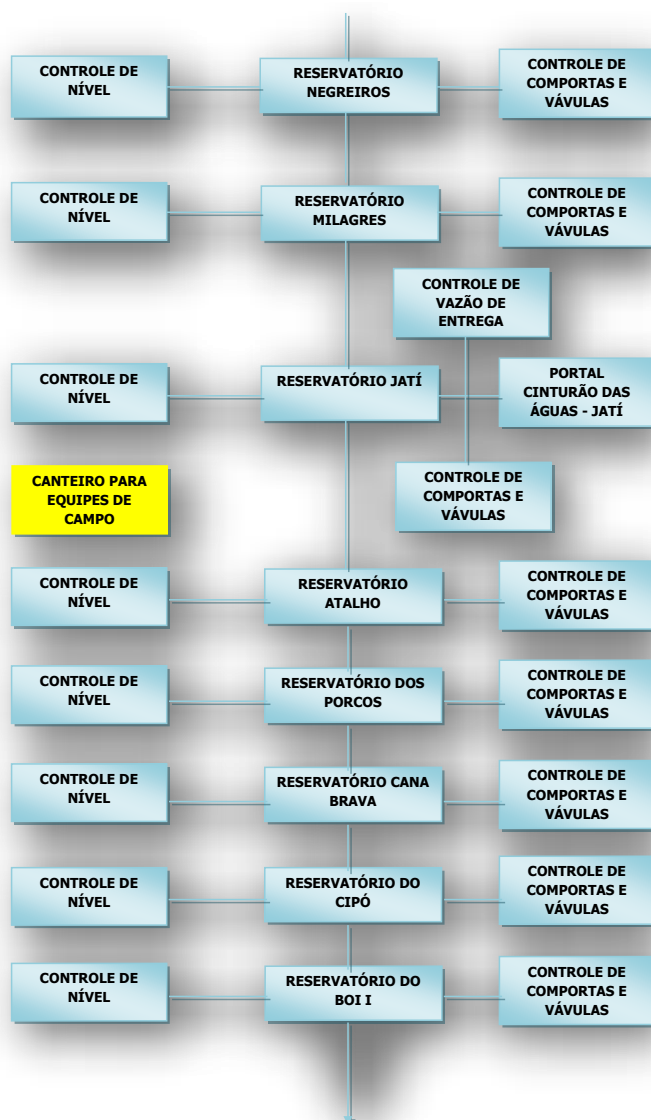 CONTROLE DE
NÍVEL
RESERVATÓRIO
NEGREIROS
CONTROLE DE
COMPORTAS E
VÁVULAS
CONTROLE DE
NÍVEL
RESERVATÓRIO
MILAGRES
CONTROLE DE
COMPORTAS E
VÁVULAS
CONTROLE DE
VAZÃO DE
ENTREGA
CONTROLE DE
NÍVEL
RESERVATÓRIO JATÍ
PORTAL
CINTURÃO DAS
ÁGUAS - JATÍ
CANTEIRO PARA
EQUIPES DE
CAMPO
CONTROLE DE
COMPORTAS E
VÁVULAS
CONTROLE DE
NÍVEL
RESERVATÓRIO
ATALHO
CONTROLE DE
COMPORTAS E
VÁVULAS
CONTROLE DE
NÍVEL
RESERVATÓRIO DOS
PORCOS
CONTROLE DE
COMPORTAS E
VÁVULAS
CONTROLE DE
NÍVEL
RESERVATÓRIO CANA
BRAVA
CONTROLE DE
COMPORTAS E
VÁVULAS
CONTROLE DE
NÍVEL
RESERVATÓRIO DO
CIPÓ
CONTROLE DE
COMPORTAS E
VÁVULAS
CONTROLE DE
NÍVEL
RESERVATÓRIO DO
BOI I
CONTROLE DE
COMPORTAS E
VÁVULAS